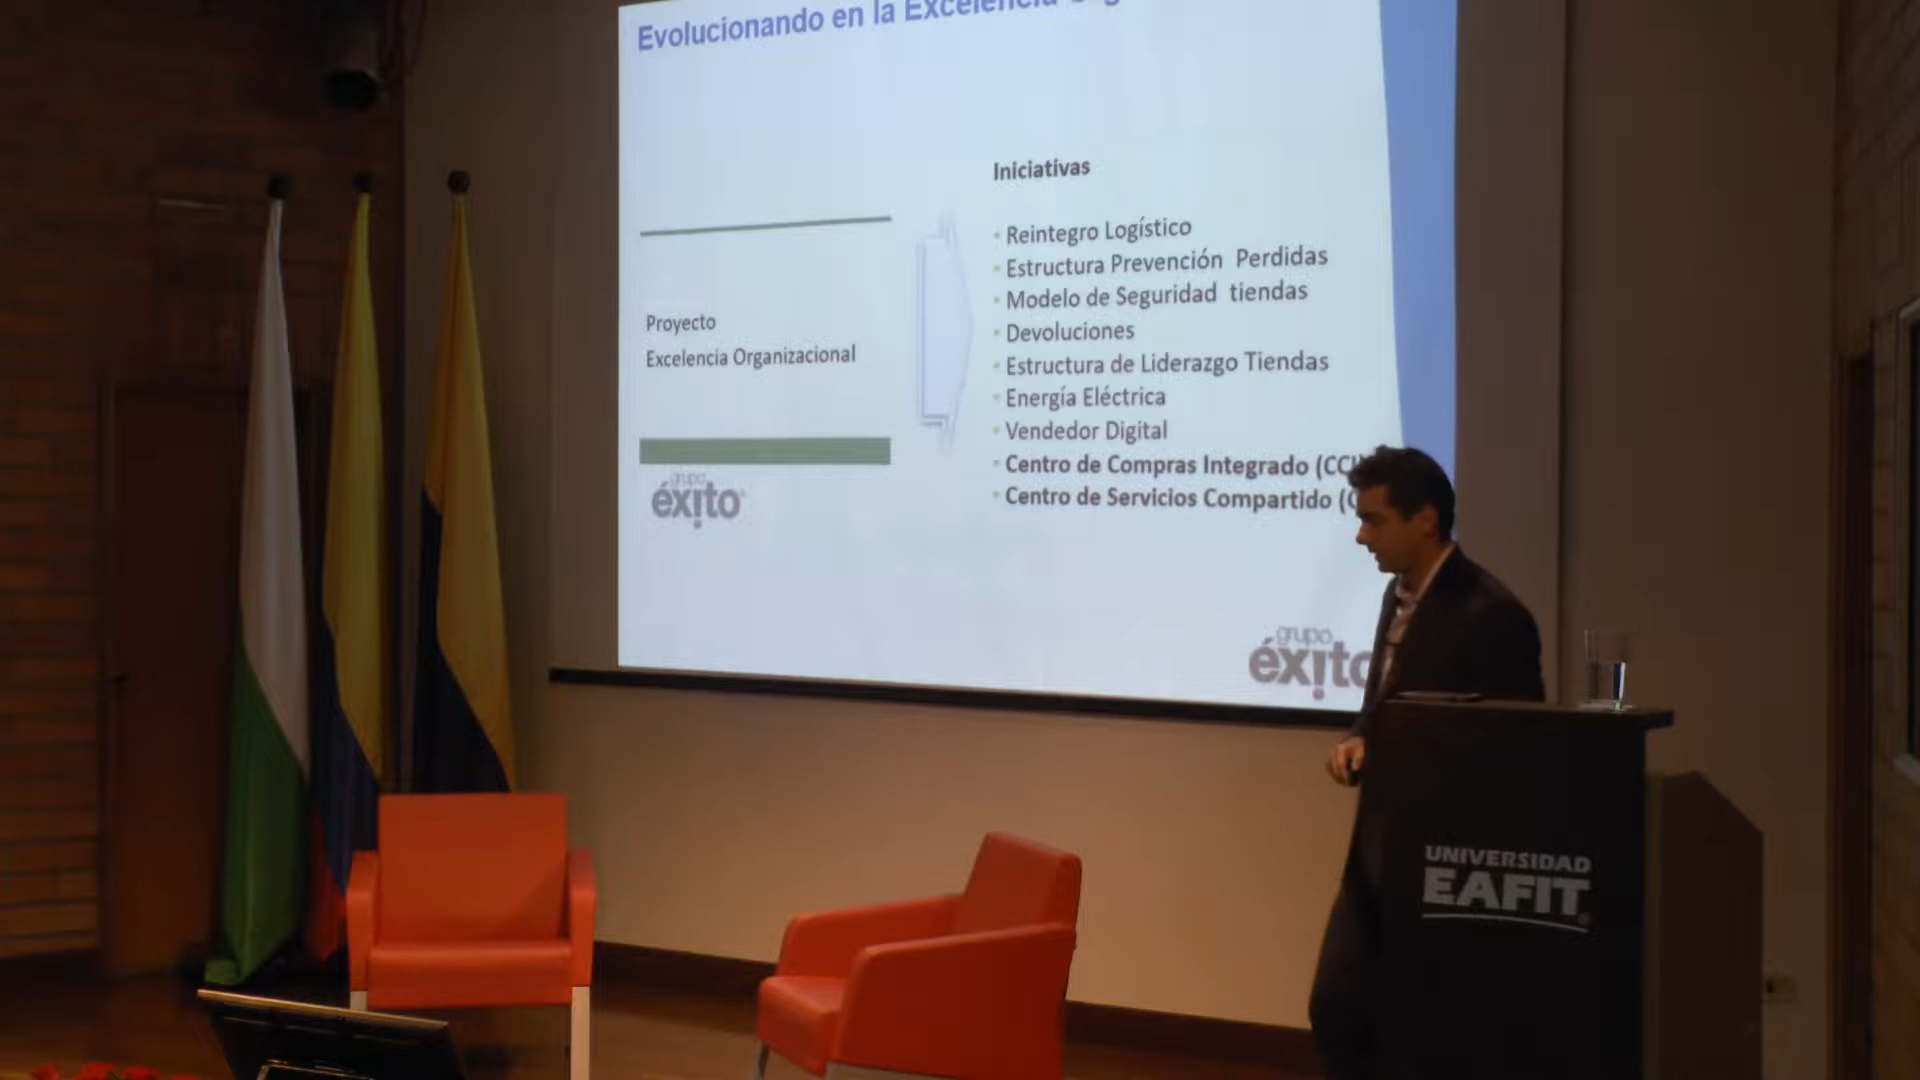 Evolucionando en la Excelencia
Iniciativas
Reintegro Logístico
Estructura Prevención Perdidas
Modelo de Seguridad tiendas
Devoluciones
Estructura de Liderazgo Tiendas
Energía Eléctrica
Vendedor Digital
Centro de Compras Integrado (CCI
Centro de Servicios Compartido (
Proyecto
Excelencia Organizacional
grupo
éxito
grupo
éxito
UNIVERSIDAD
EAFIT